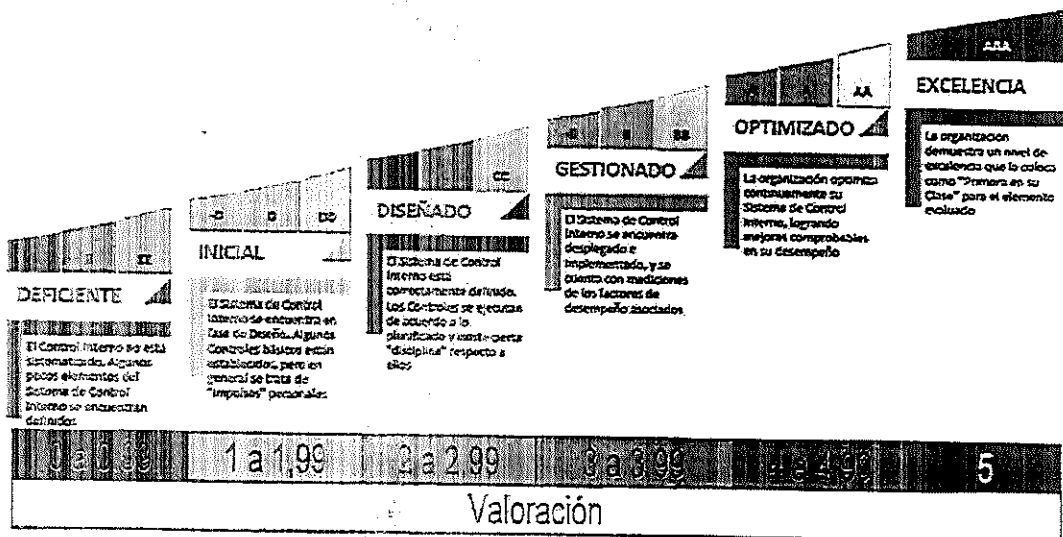 EE
DEFICIENTE
El Control Interno no está
sistematizado. Algunos
pocos elementos del
Sistema de Control
Interno se encuentran
definidos
-D D DD
INICIAL
El Sistema de Control
Interno se encuentra en
fase de Diseño. Algunos
Controles básicos están
establecidos, pero en
general se trata de
"impulsos" personales
CC
DISEÑADO
El Sistema de Control
Interno está
correctamente definido.
Los Controles se ejecutan
de acuerdo a lo
planificado y existe cierta
"disciplina" respecto a
ellos
-B B BB
GESTIONADO
El Sistema de Control
Interno se encuentra
desplegado e
implementado, y se
cuenta con mediciones
de los factores de
desempeño asociados
A AA
OPTIMIZADO
La organización optimiza
continuamente su
Sistema de Control
Interno, logrando
mejoras comprobables
en su desempeño
AAA
EXCELENCIA
La organización
demuestra un nivel de
excelencia que la coloca
como "Primera en su
Clase" para el elemento
evaluado
1 a 1,99 2 a 2,99 3 a 3,99 4 a 4,99 5
Valoración